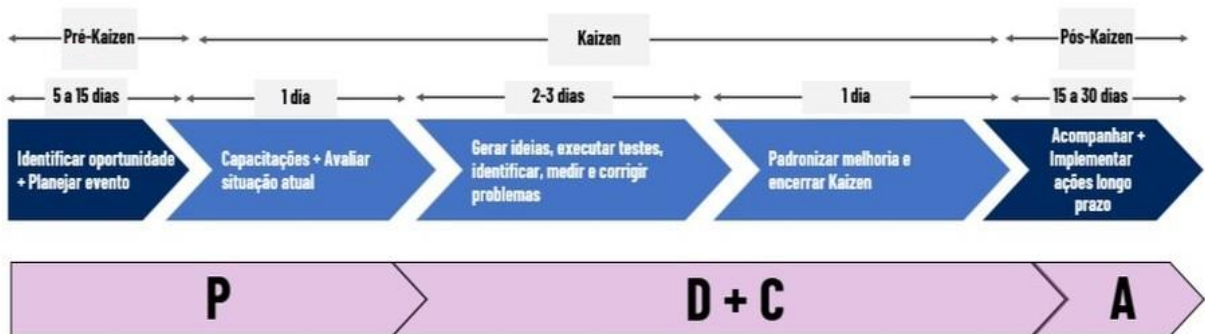 Pré-Kaizen
Kaizen
Pós-Kaizen
5 a 15 dias
1 dia
2-3 dias
1 dia
15 a 30 dias
Identificar oportunidade
+ Planejar evento
Capacitações + Avaliar
situação atual
Gerar ideias, executar testes,
identificar, medir e corrigir
problemas
Padronizar melhoria e
encerrar Kaizen
Acompanhar +
Implementar
ações longo
prazo
P
D + C
A